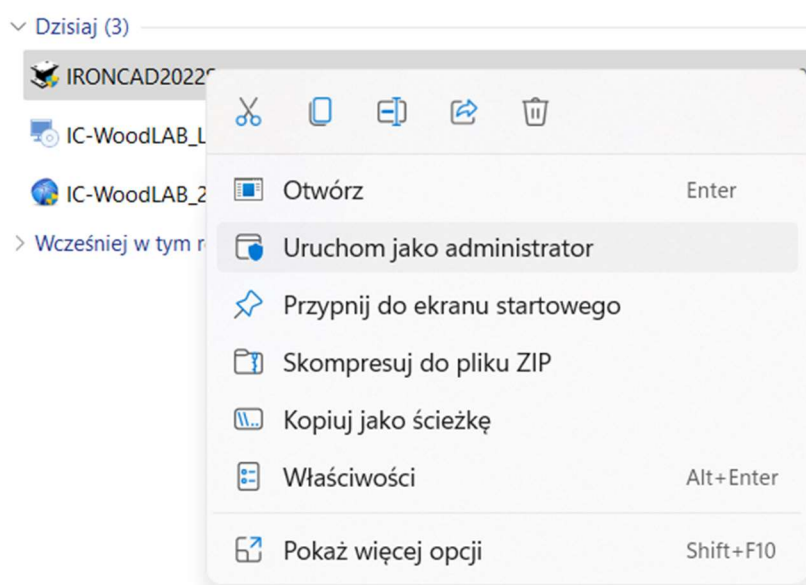 Dzisiaj (3)
IRONCAD2022
IC-WoodLAB_L
IC-WoodLAB_2
Wcześniej w tym r
Otwórz Enter
Uruchom jako administrator
Przypnij do ekranu startowego
Skompresuj do pliku ZIP
Kopiuj jako ścieżkę
Właściwości Alt+Enter
Pokaż więcej opcji Shift+F10